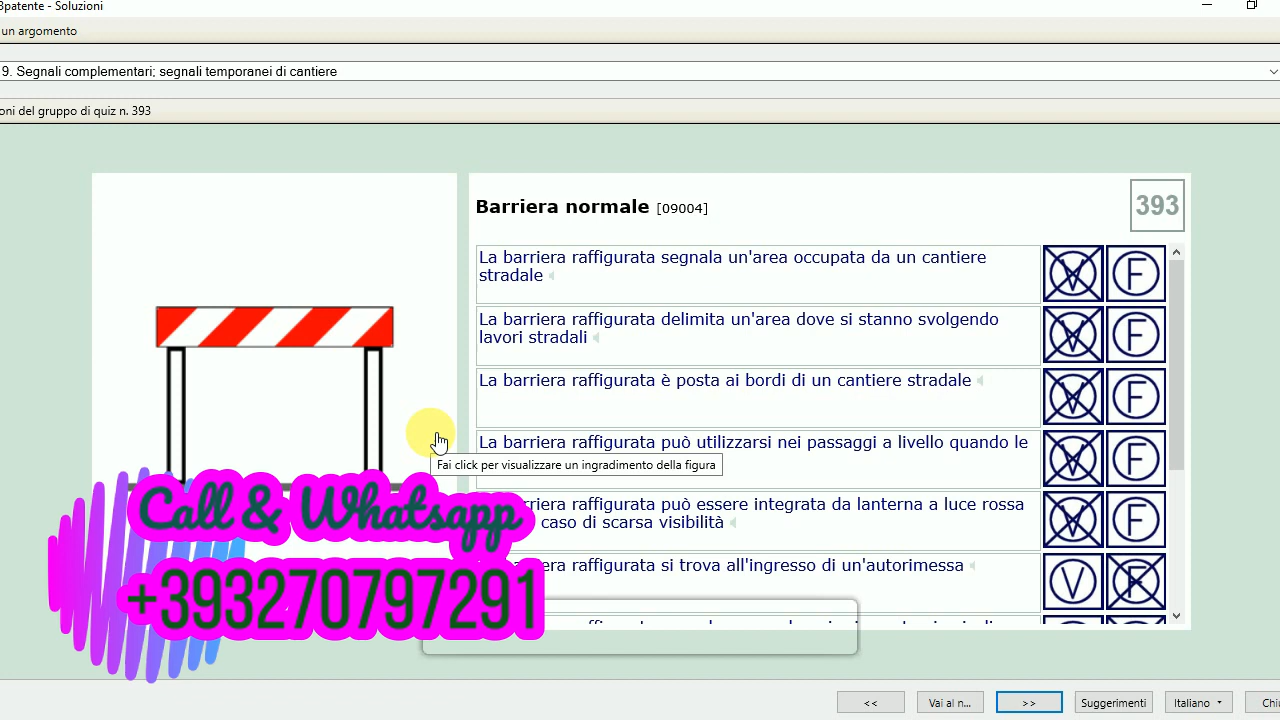 3patente - Soluzioni
un argomento
9. Segnali complementari; segnali temporanei di cantiere
oni del gruppo di quiz n. 393
Barriera normale [09004]
393
La barriera raffigurata segnala un'area occupata da un cantiere
stradale
V F
La barriera raffigurata delimita un'area dove si stanno svolgendo
lavori stradali
V F
La barriera raffigurata è posta ai bordi di un cantiere stradale
V F
La barriera raffigurata può utilizzarsi nei passaggi a livello quando le
V F
Fai click per visualizzare un ingradimento della figura
rriera raffigurata può essere integrata da lanterna a luce rossa
caso di scarsa visibilità
V F
rriera raffigurata si trova all'ingresso di un'autorimessa
V F
Call & Whatsapp
+393270797291
<< Vai al n... >> Suggerimenti Italiano Chi